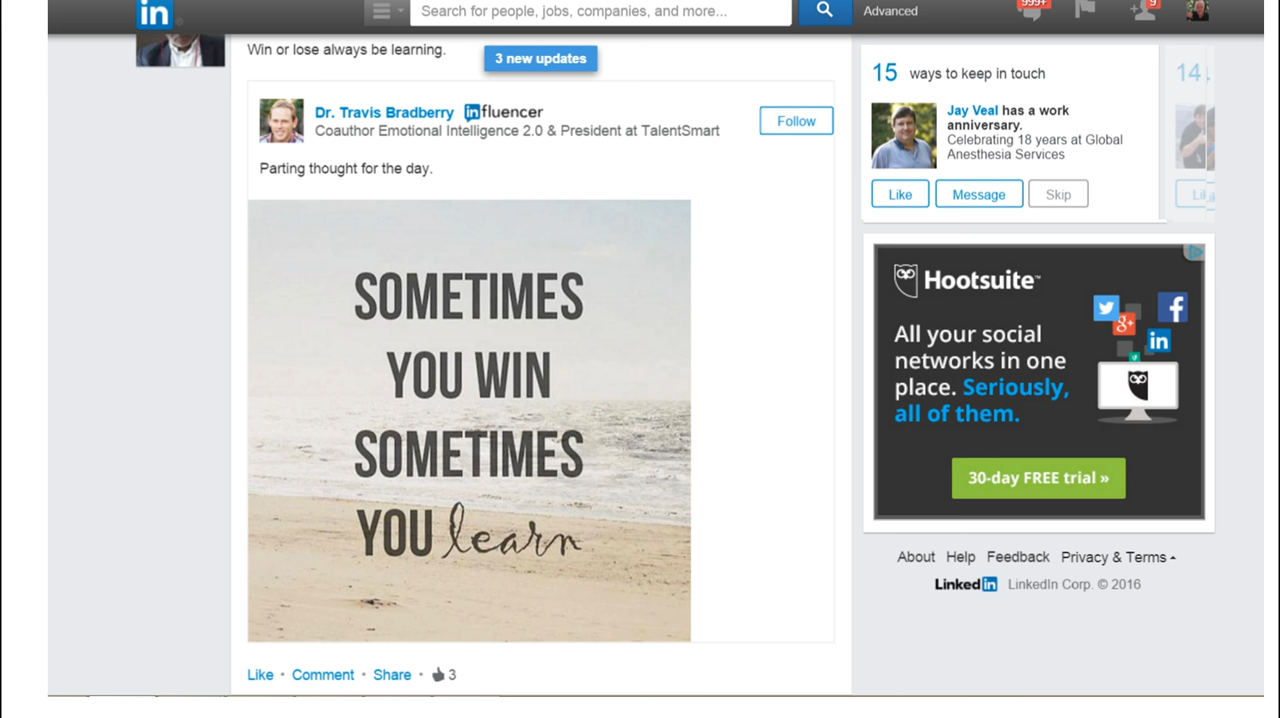 in
Search for people, jobs, companies, and more...
Advanced
999+
9
Win or lose always be learning.
3 new updates
Dr. Travis Bradberry influencer
Coauthor Emotional Intelligence 2.0 & President at TalentSmart
Follow
Parting thought for the day.
SOMETIMES
YOU WIN
SOMETIMES
YOU learn
Like • Comment • Share • 3
15 ways to keep in touch
14
Jay Veal has a work
anniversary.
Celebrating 18 years at Global
Anesthesia Services
Like Message Skip
Hootsuite™
All your social
networks in one
place. Seriously,
all of them.
f
g+
in
30-day FREE trial »
About Help Feedback Privacy & Terms
Linked in LinkedIn Corp. © 2016